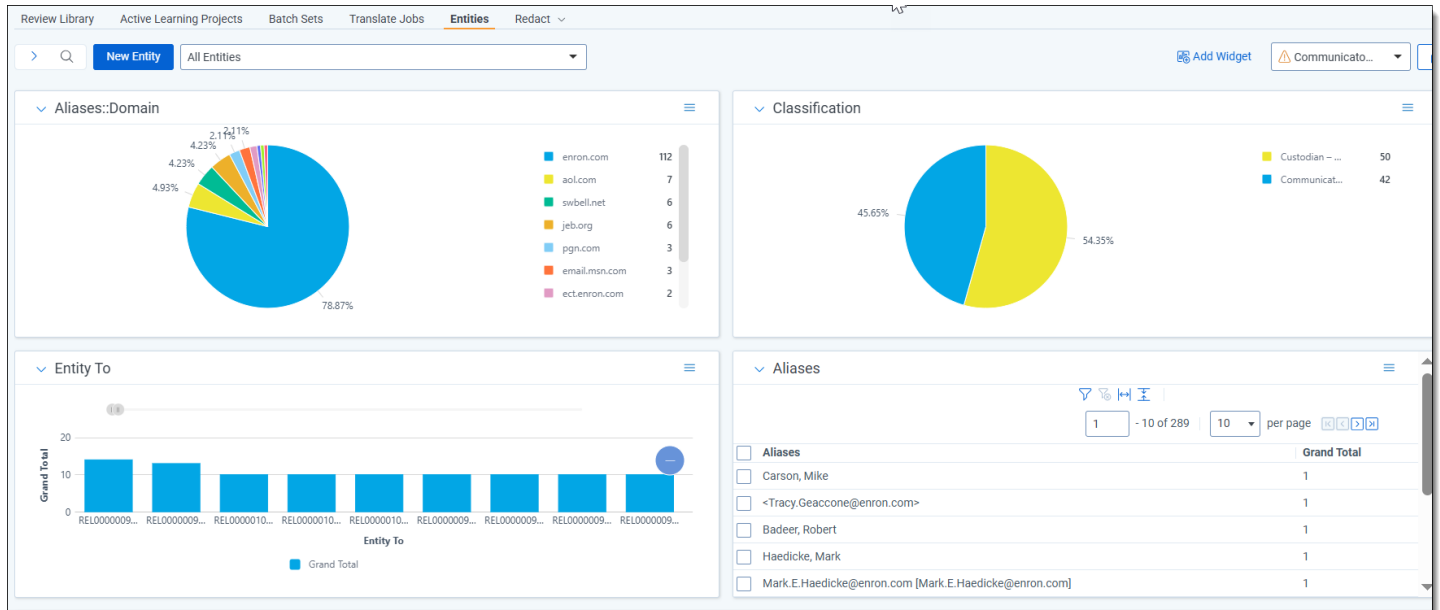 Review Library Active Learning Projects Batch Sets Translate Jobs Entities Redact
New Entity All Entities Add Widget Communicato...
Aliases::Domain
2.11%
2.11%
4.23%
4.23%
4.93%
78.87%
enron.com 112
aol.com 7
swbell.net 6
jeb.org 6
pgn.com 3
email.msn.com 3
ect.enron.com 2
Classification
45.65%
54.35%
Custodian – ... 50
Communicat... 42
Entity To
20
10
0
Grand Total
REL0000009... REL0000009... REL0000010... REL0000010... REL0000010... REL0000009... REL0000009... REL0000009... REL0000009...
Entity To
Grand Total
Aliases
1 - 10 of 289 10 per page
Aliases Grand Total
Carson, Mike 1
<Tracy.Geaccone@enron.com> 1
Badeer, Robert 1
Haedicke, Mark 1
Mark.E.Haedicke@enron.com [Mark.E.Haedicke@enron.com] 1